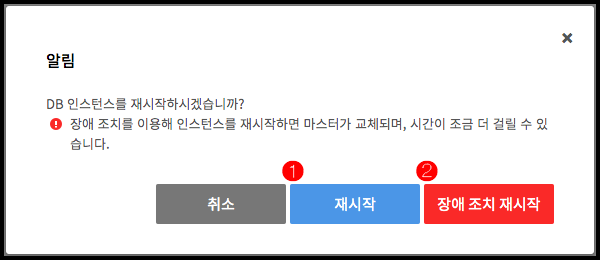 알림
DB 인스턴스를 재시작하시겠습니까?
장애 조치를 이용해 인스턴스를 재시작하면 마스터가 교체되며, 시간이 조금 더 걸릴 수 있
습니다.
1 2
취소 재시작 장애 조치 재시작